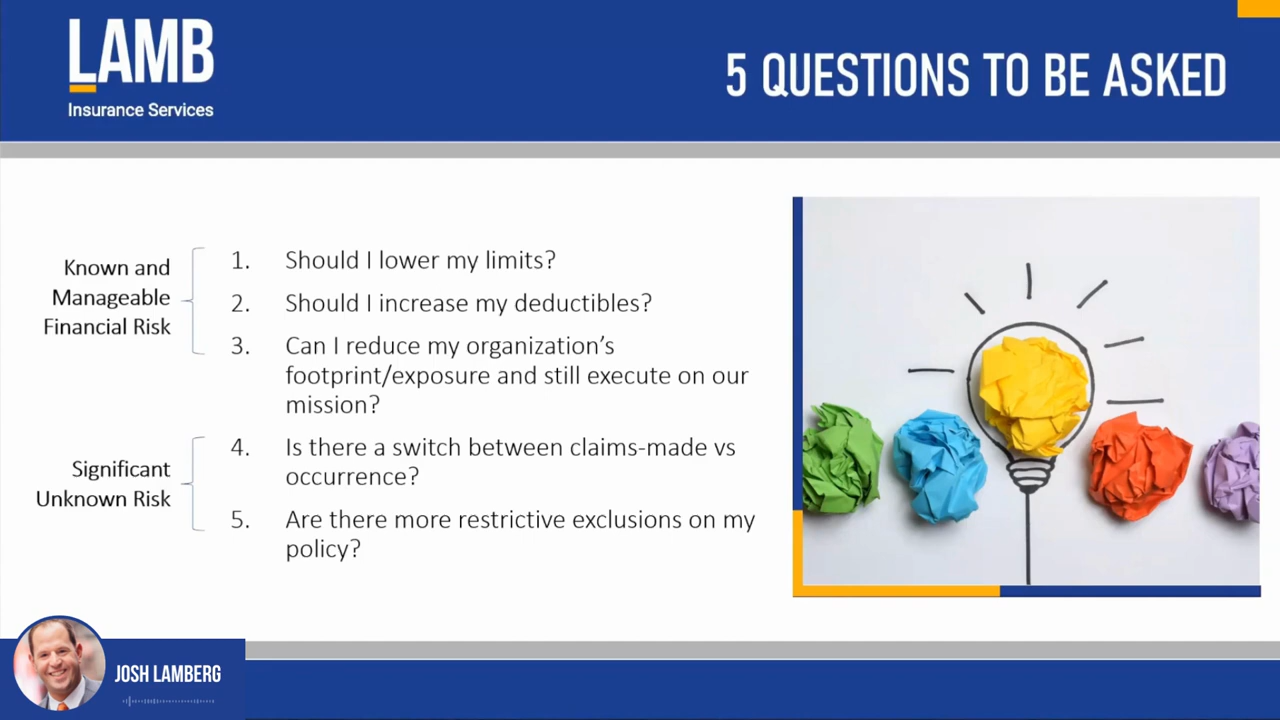 LAMB
Insurance Services
5 QUESTIONS TO BE ASKED
Known and
Manageable
Financial Risk
1. Should I lower my limits?
2. Should I increase my deductibles?
3. Can I reduce my organization’s
footprint/exposure and still execute on our
mission?
Significant
Unknown Risk
4. Is there a switch between claims-made vs
occurrence?
5. Are there more restrictive exclusions on my
policy?
JOSH LAMBERG